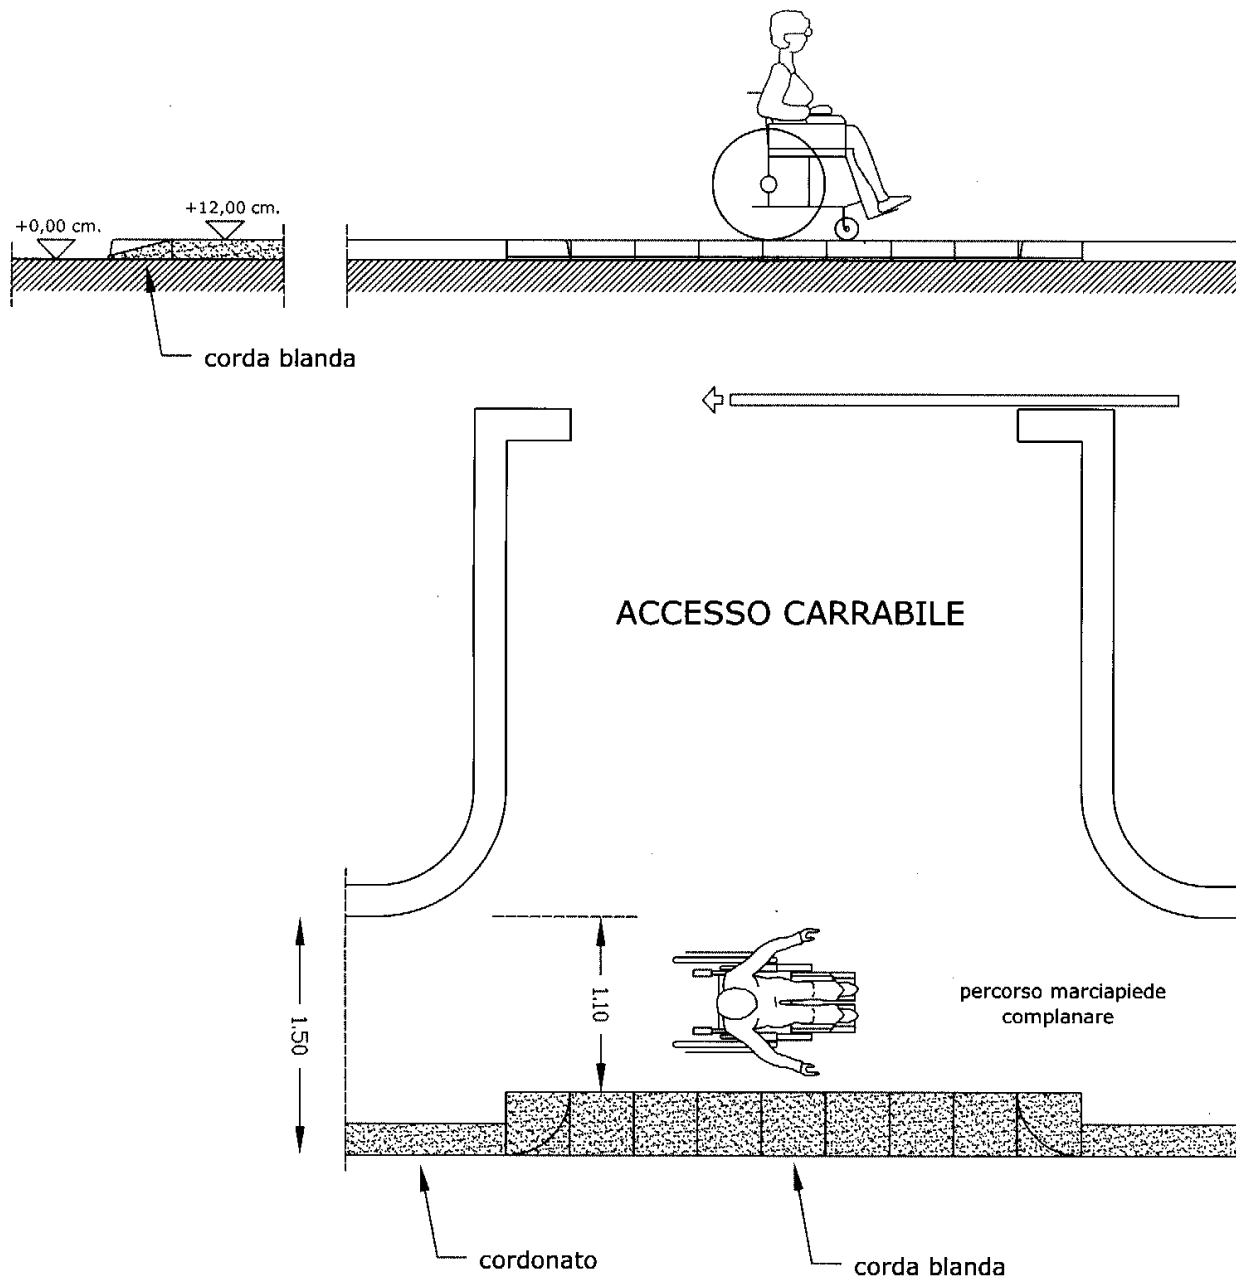 +0,00 cm.
+12,00 cm.
corda blanda
ACCESSO CARRABILE
1.50
1.10
percorso marciapiede
complanare
cordonato
corda blanda